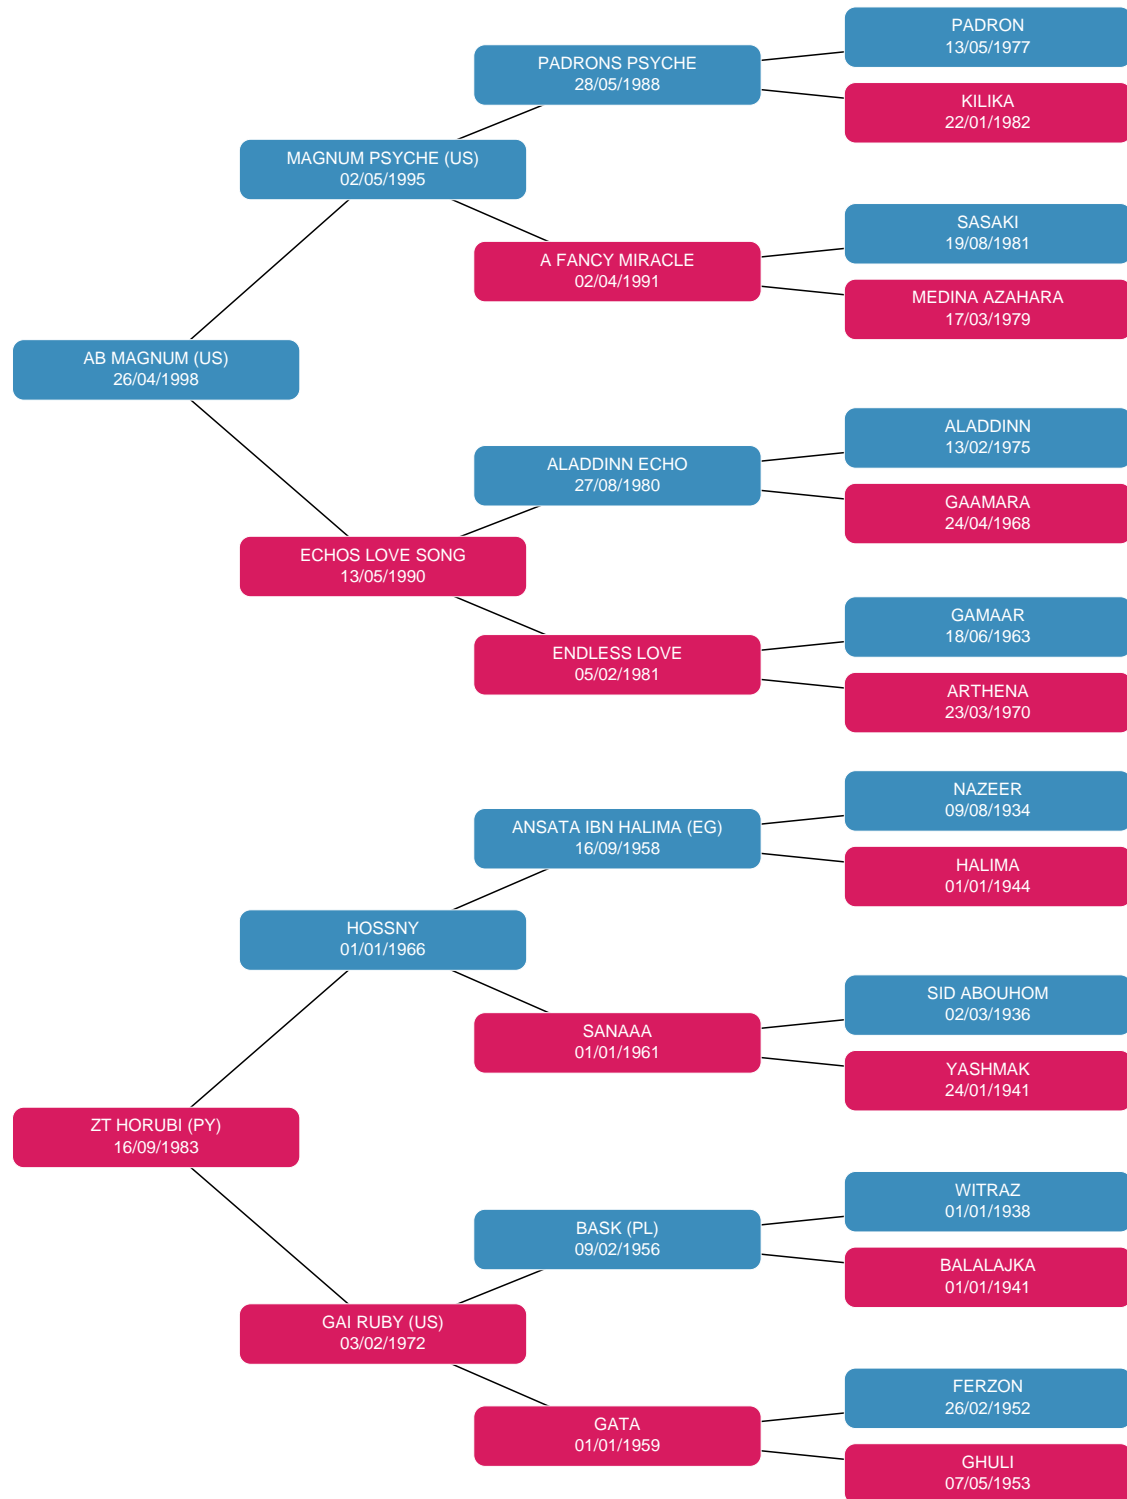 PADRON
13/05/1977
PADRONS PSYCHE
28/05/1988
KILIKA
22/01/1982
MAGNUM PSYCHE (US)
02/05/1995
SASAKI
19/08/1981
A FANCY MIRACLE
02/04/1991
MEDINA AZAHARA
17/03/1979
AB MAGNUM (US)
26/04/1998
ALADDINN
13/02/1975
ALADDINN ECHO
27/08/1980
GAAMARA
24/04/1968
ECHOS LOVE SONG
13/05/1990
GAMAAR
18/06/1963
ENDLESS LOVE
05/02/1981
ARTHENA
23/03/1970
NAZEER
09/08/1934
ANSATA IBN HALIMA (EG)
16/09/1958
HALIMA
01/01/1944
HOSSNY
01/01/1966
SID ABOUHOM
02/03/1936
SANAAA
01/01/1961
YASHMAK
24/01/1941
ZT HORUBI (PY)
16/09/1983
WITRAZ
01/01/1938
BASK (PL)
09/02/1956
BALALAJKA
01/01/1941
GAI RUBY (US)
03/02/1972
FERZON
26/02/1952
GATA
01/01/1959
GHULI
07/05/1953